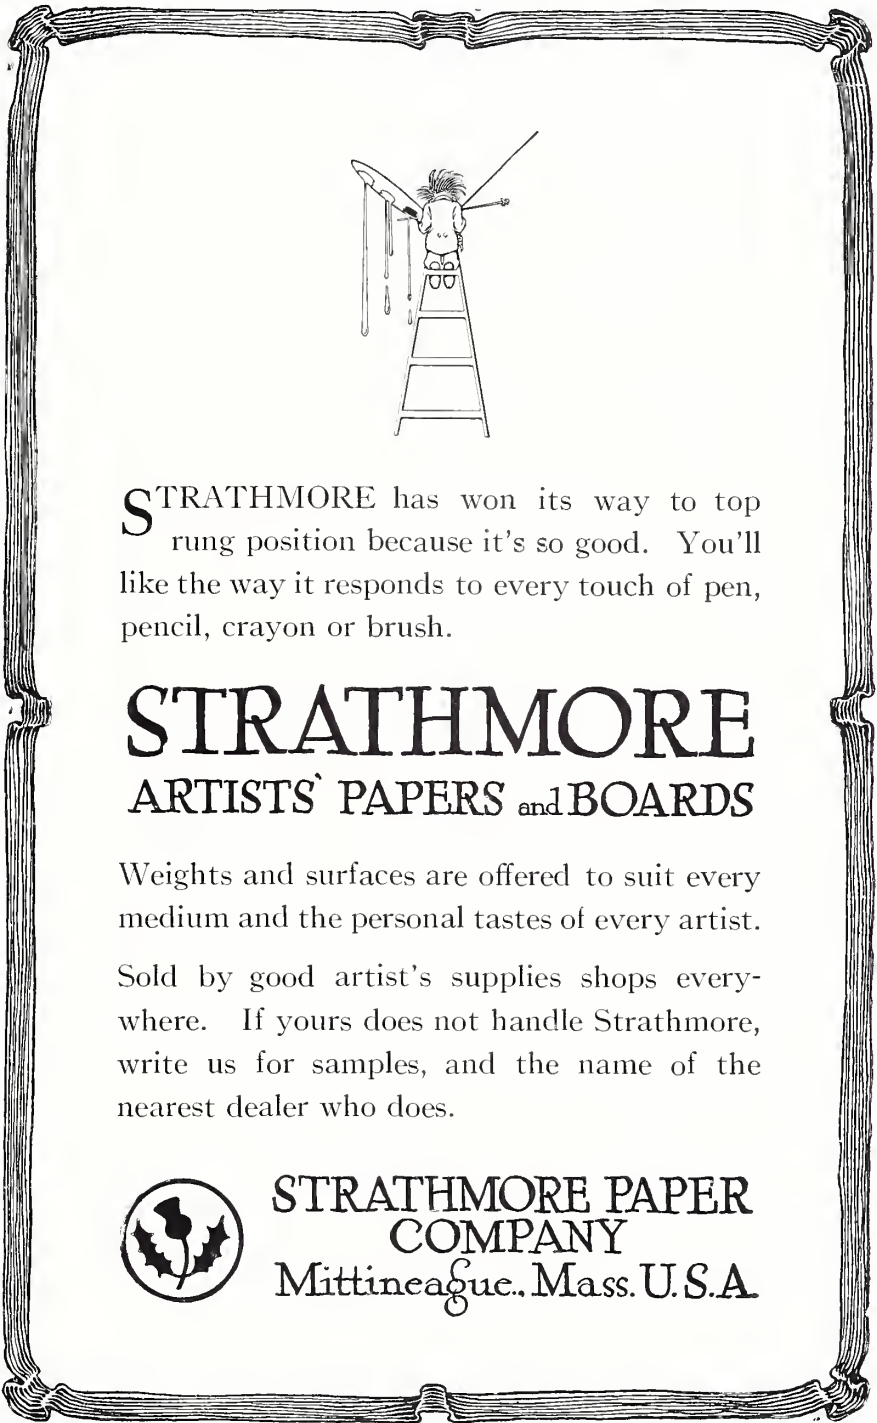 STRATHMORE has won its way to top
rung position because it's so good. You'll
like the way it responds to every touch of pen,
pencil, crayon or brush.
STRATHMORE
ARTISTS' PAPERS and BOARDS
Weights and surfaces are offered to suit every
medium and the personal tastes of every artist.
Sold by good artist's supplies shops every-
where. If yours does not handle Strathmore,
write us for samples, and the name of the
nearest dealer who does.
STRATHMORE PAPER
COMPANY
Mittineague., Mass. U.S.A.